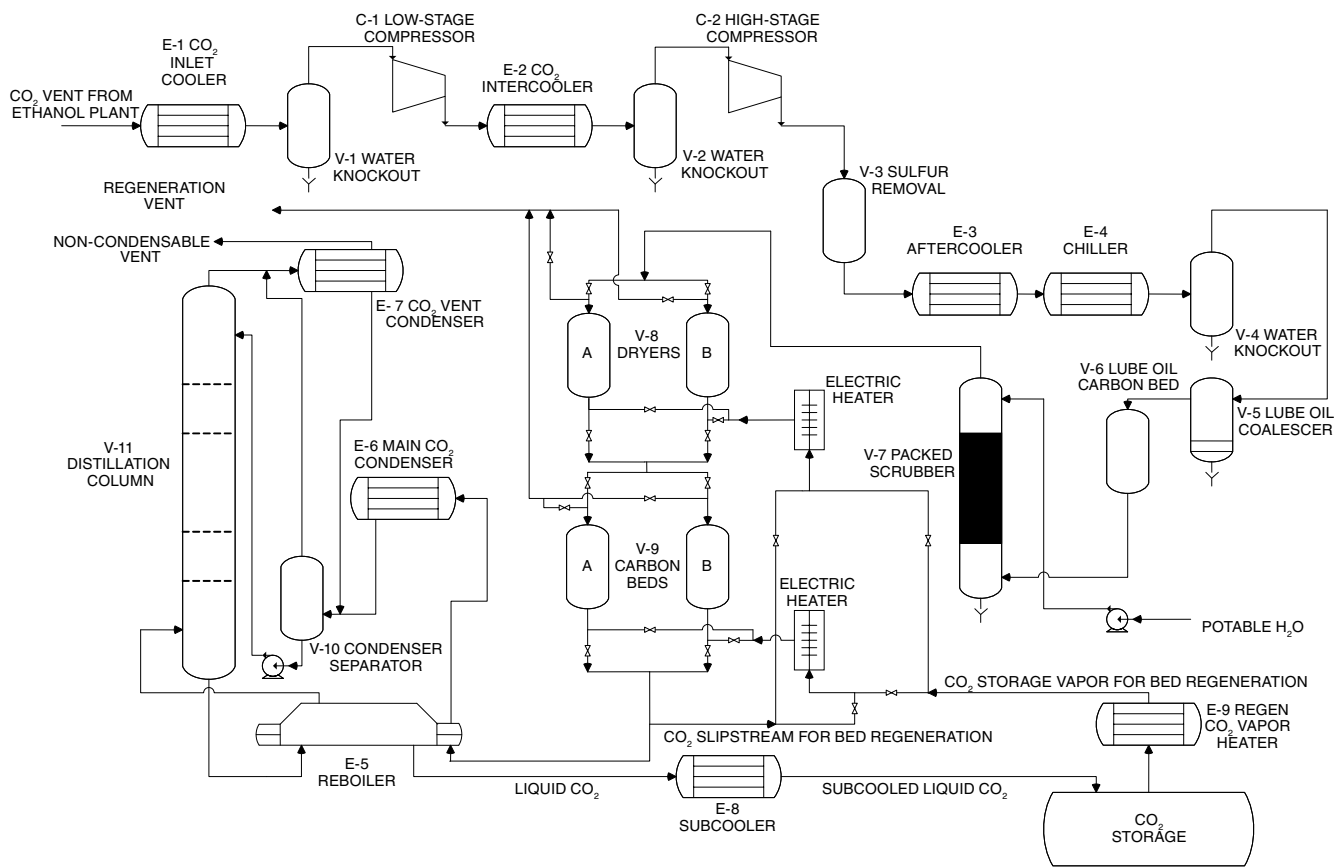 C-1 LOW-STAGE
COMPRESSOR
C-2 HIGH-STAGE
COMPRESSOR
E-1 CO₂
INLET
COOLER
E-2 CO₂
INTERCOOLER
CO₂ VENT FROM
ETHANOL PLANT
V-1 WATER
KNOCKOUT
V-2 WATER
KNOCKOUT
V-3 SULFUR
REMOVAL
REGENERATION
VENT
NON-CONDENSABLE
VENT
E-3
AFTERCOOLER
E-4
CHILLER
E-7 CO₂ VENT
CONDENSER
V-4 WATER
KNOCKOUT
A
V-8
DRYERS
B
V-6 LUBE OIL
CARBON BED
ELECTRIC
HEATER
V-5 LUBE OIL
COALESCER
V-11
DISTILLATION
COLUMN
E-6 MAIN CO₂
CONDENSER
V-7 PACKED
SCRUBBER
A
V-9
CARBON
BEDS
B
ELECTRIC
HEATER
POTABLE H₂O
V-10 CONDENSER
SEPARATOR
CO₂ STORAGE VAPOR FOR BED REGENERATION
E-9 REGEN
CO₂ VAPOR
HEATER
CO₂ SLIPSTREAM FOR BED REGENERATION
E-5
REBOILER
LIQUID CO₂
E-8
SUBCOOLER
SUBCOOLED LIQUID CO₂
CO₂
STORAGE